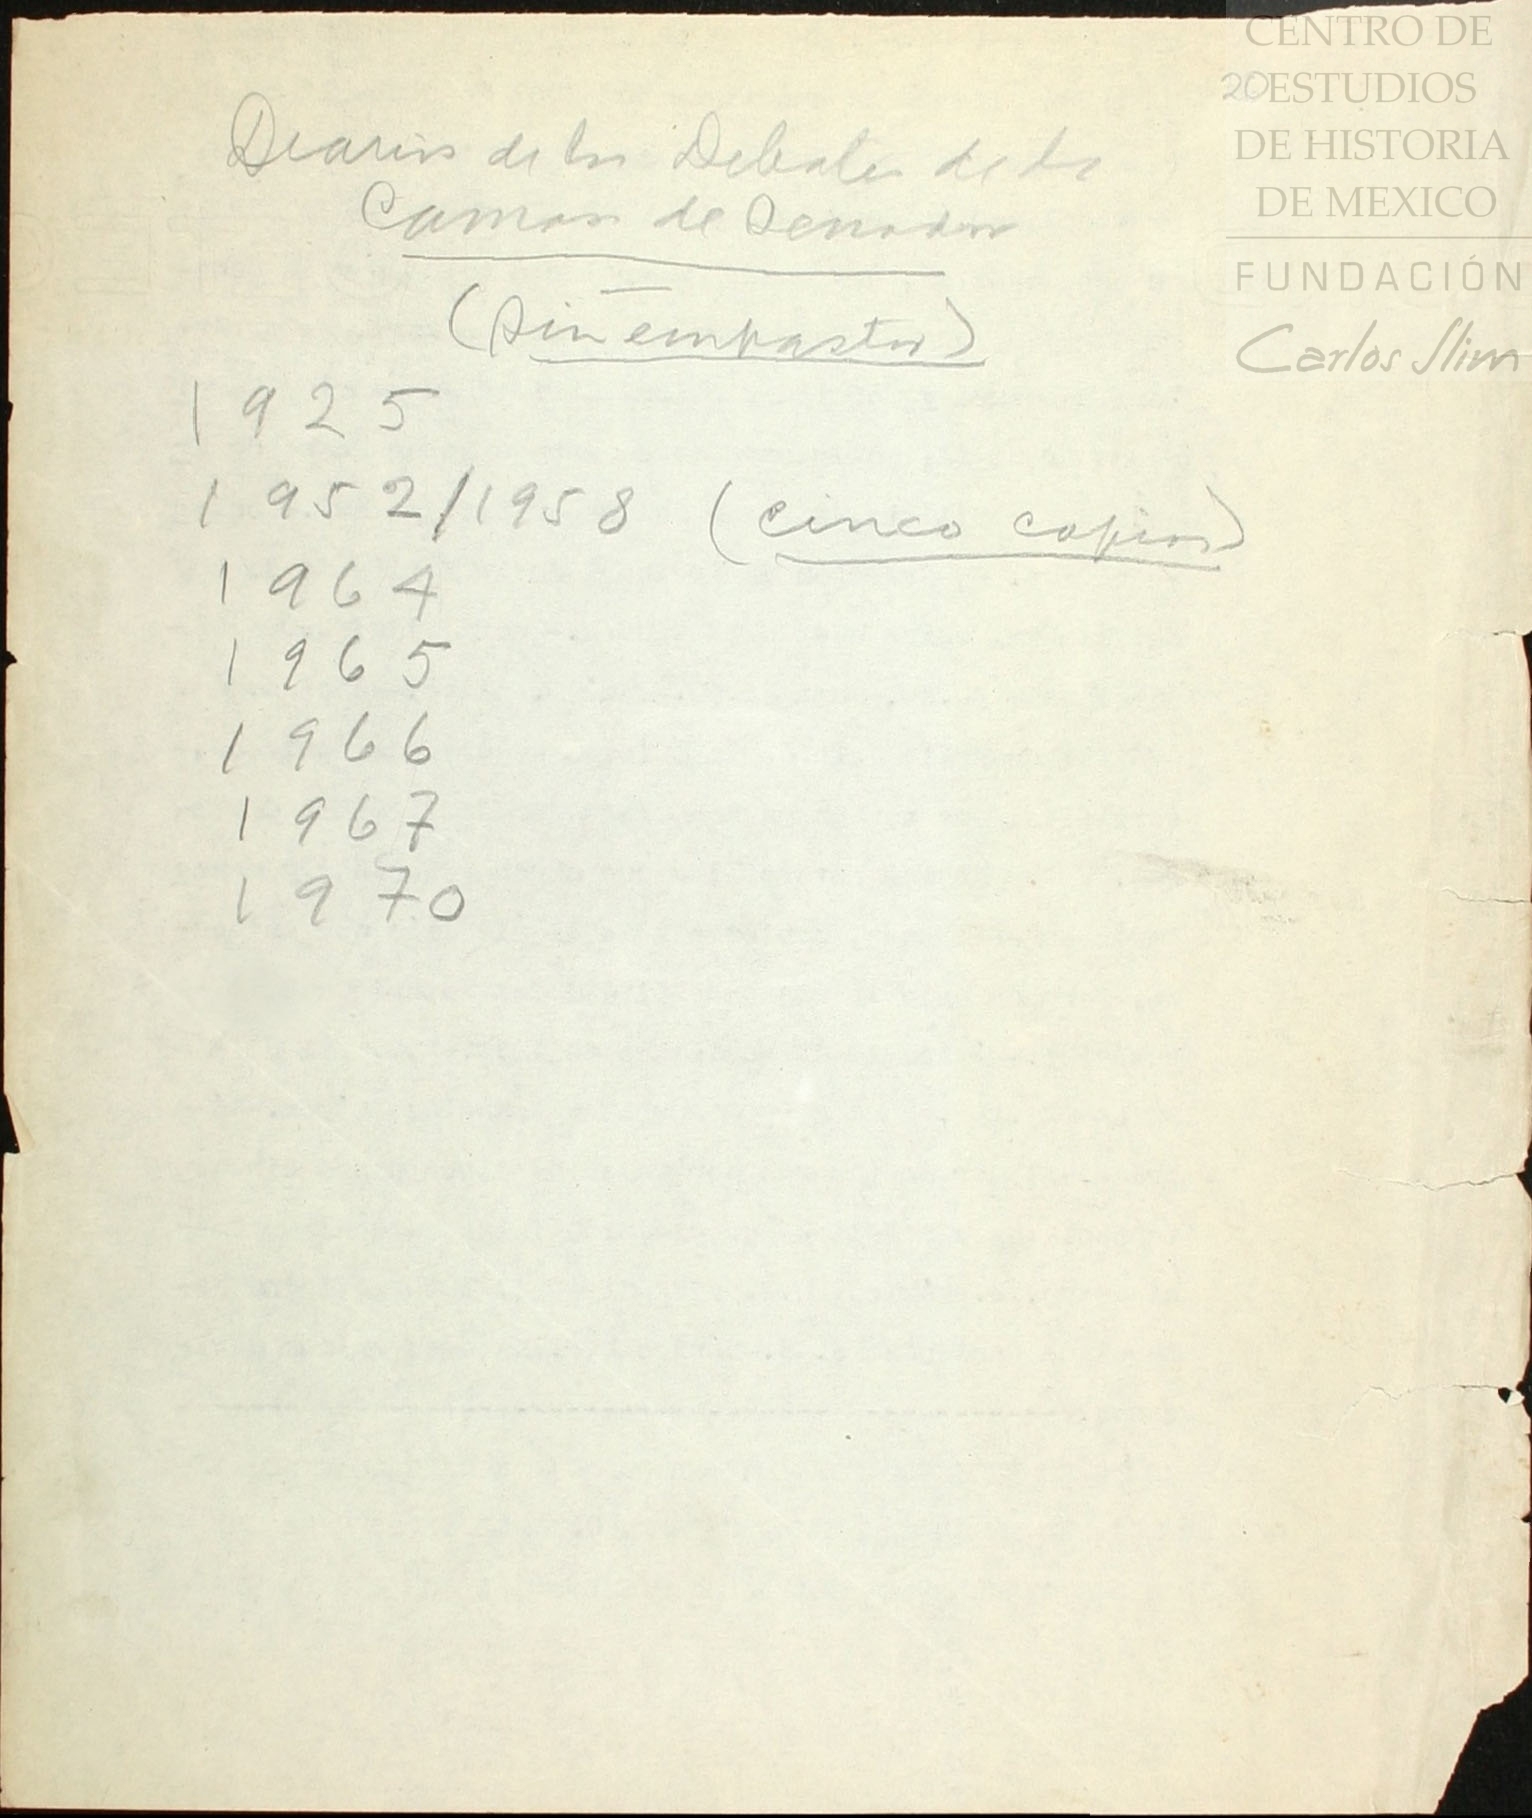 20
Diarios de los Debates de la
Camara de Senadores
(sin empastar)
1925
1952/1958 (cinco copias)
1964
1965
1966
1967
1970
CENTRO DE
ESTUDIOS
DE HISTORIA
DE MEXICO
FUNDACIÓN
Carlos Slim